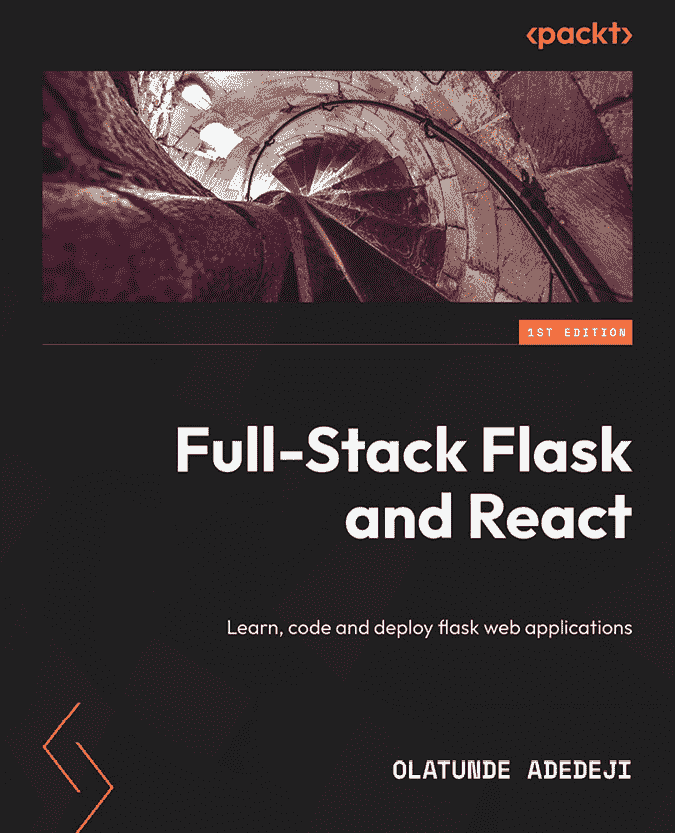 <packt>
1ST EDITION
Full-Stack Flask
and React
Learn, code and deploy flask web applications
OLATUNDE ADEDEJI